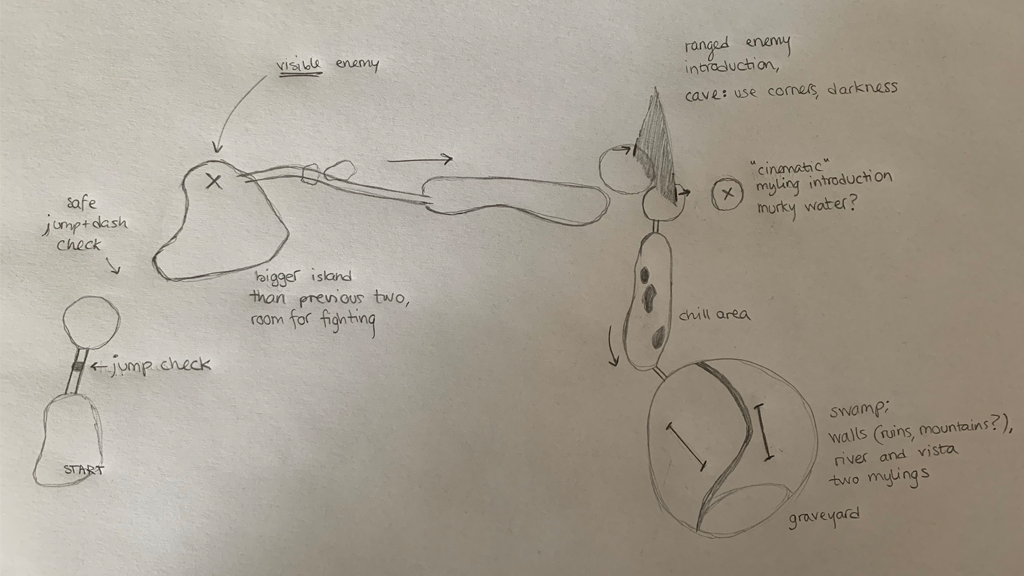 ranged enemy
introduction,
cave: use corners, darkness
visible enemy
"cinematic"
myling introduction
murky water?
safe
jump+dash
check
bigger island
than previous two,
room for fighting
chill area
←jump check
swamp;
walls (ruins, mountains?),
river and vista
two mylings
START
graveyard